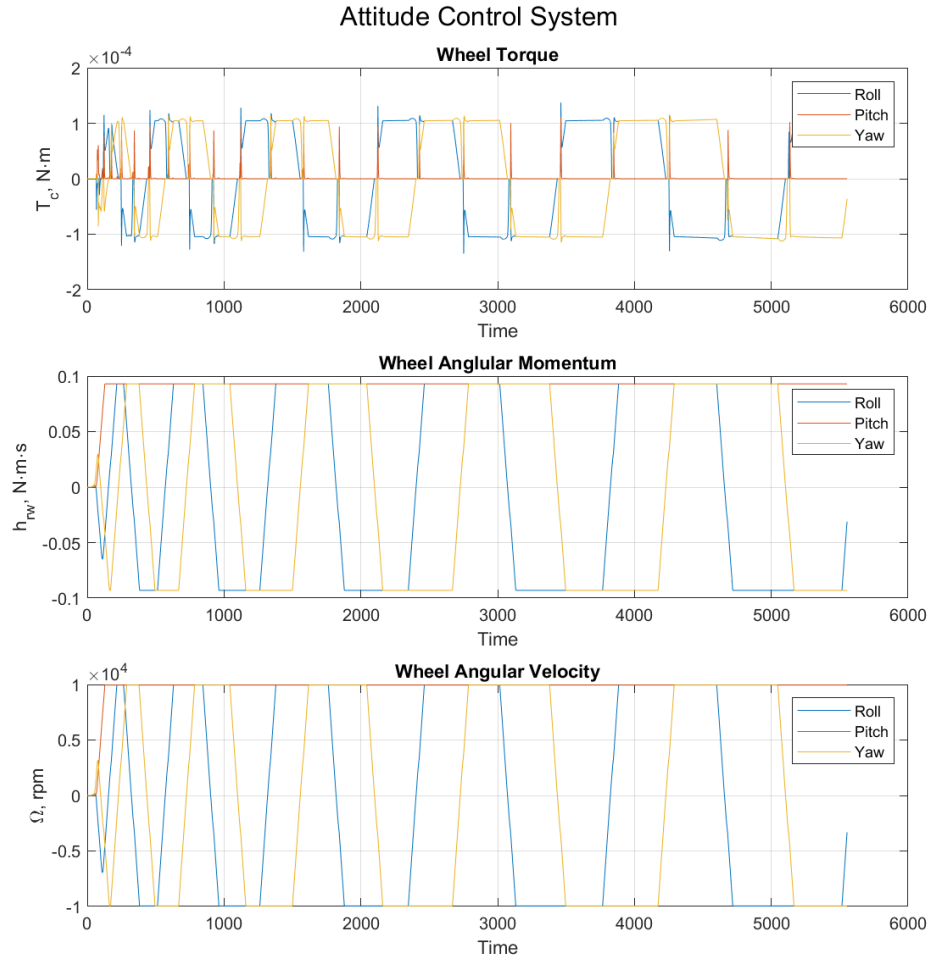 Attitude Control System
Wheel Torque
×10⁻⁴
2
1
0
-1
-2
T_c, N·m
0 1000 2000 3000 4000 5000 6000
Time
Roll
Pitch
Yaw
Wheel Anglular Momentum
0.1
0.05
0
-0.05
-0.1
h_rw, N·m·s
0 1000 2000 3000 4000 5000 6000
Time
Roll
Pitch
Yaw
Wheel Angular Velocity
×10⁴
1
0.5
0
-0.5
-1
Ω, rpm
0 1000 2000 3000 4000 5000 6000
Time
Roll
Pitch
Yaw